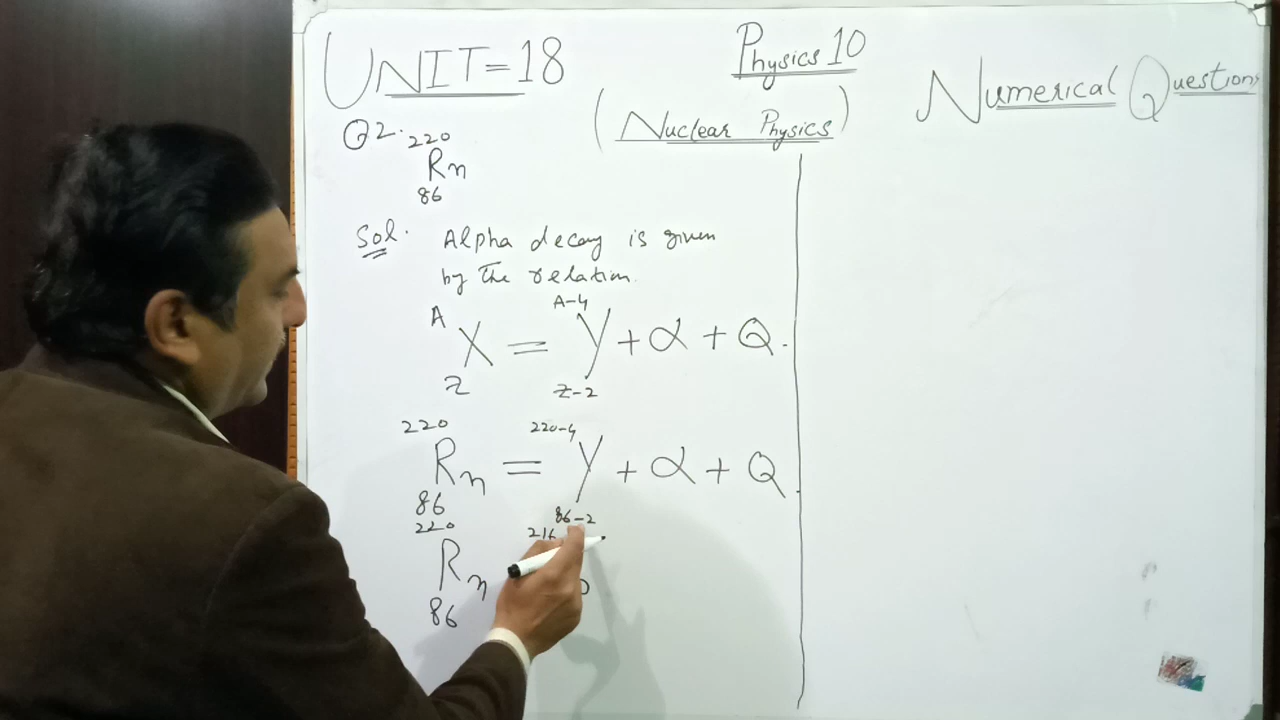 UNIT=18
Physics 10
(Nuclear Physics)
Numerical Questions
Q2. 220
Rn
86
Sol. Alpha decay is given
by the relation.
A A-4
X = Y + α + Q.
Z Z-2
220 220-4
Rn = Y + α + Q
86 86-2
220 216
Rn
86